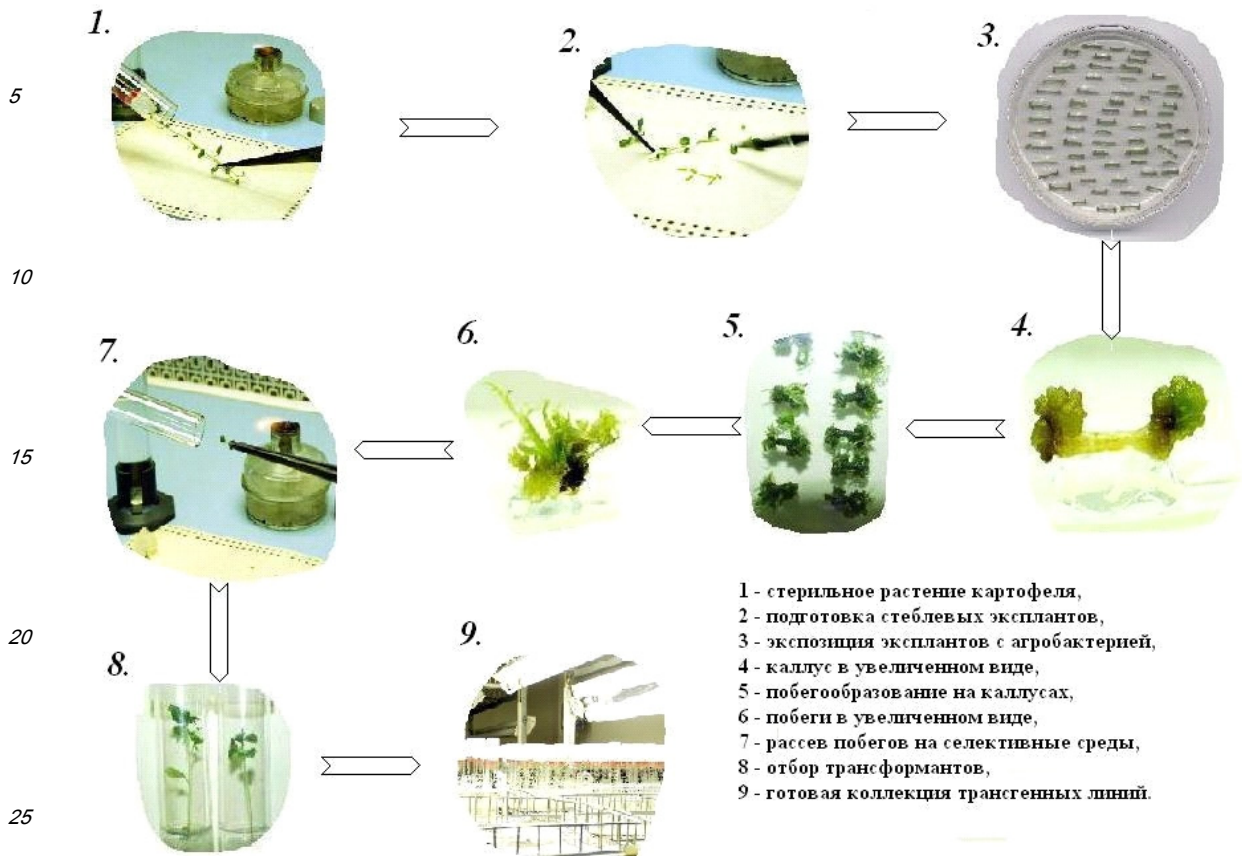 1.
2.
3.
5
10
7.
6.
5.
4.
15
1 - стерильное растение картофеля,
2 - подготовка стеблевых эксплантов,
20
3 - экспозиция эксплантов с агробактерией,
8.
9.
4 - каллус в увеличенном виде,
5 - побегообразование на каллусах,
6 - побеги в увеличенном виде,
7 - рассев побегов на селективные среды,
8 - отбор трансформантов,
9 - готовая коллекция трансгенных линий.
25